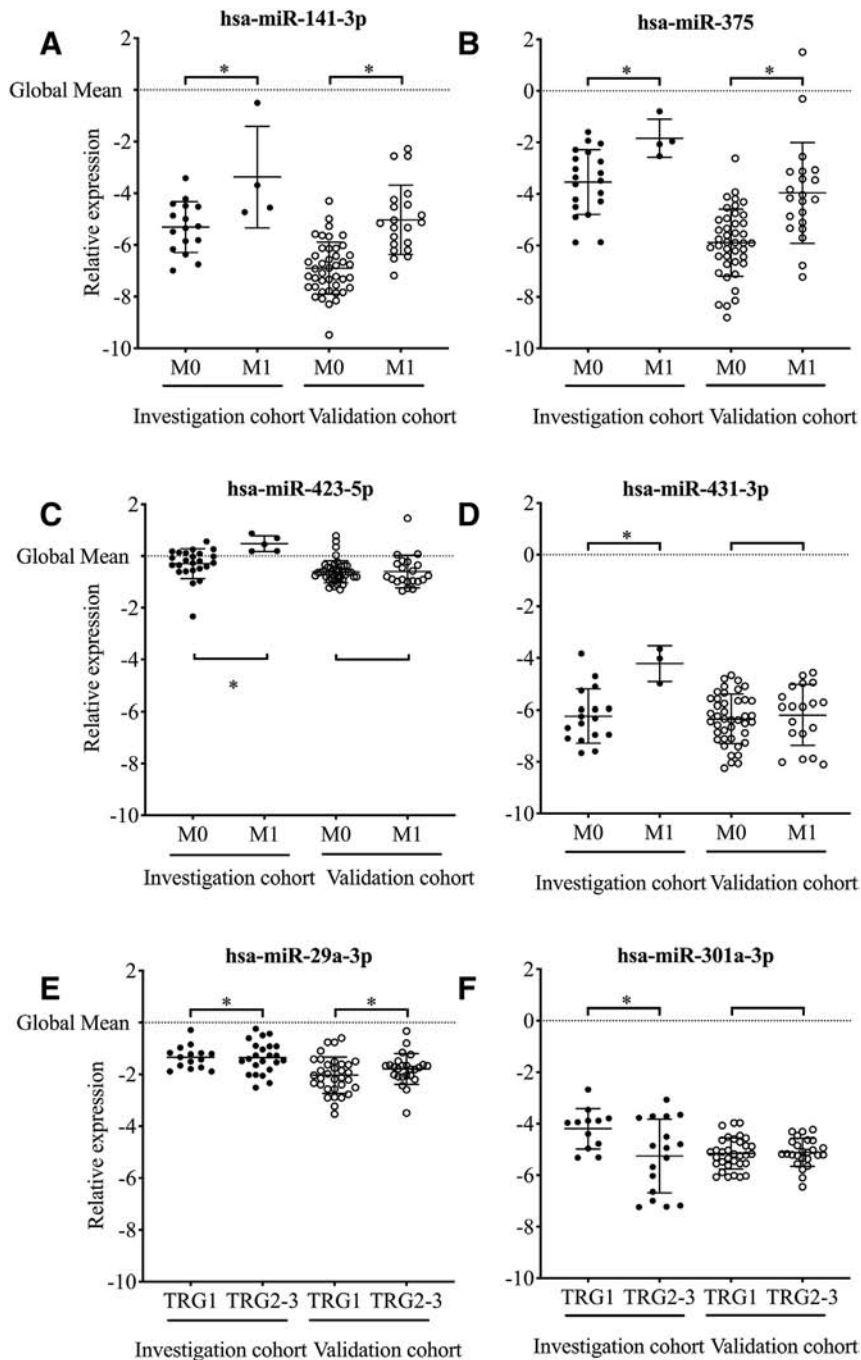 A
hsa-miR-141-3p
2
*
*
Global Mean
-2
-4
-6
-8
-10
Relative expression
M0 M1 M0 M1
Investigation cohort Validation cohort
B
hsa-miR-375
2
*
*
0
-2
-4
-6
-8
-10
M0 M1 M0 M1
Investigation cohort Validation cohort
C
hsa-miR-423-5p
2
Global Mean
-2
-4
-6
-8
-10
Relative expression
*
M0 M1 M0 M1
Investigation cohort Validation cohort
D
hsa-miR-431-3p
2
*
0
-2
-4
-6
-8
-10
M0 M1 M0 M1
Investigation cohort Validation cohort
E
hsa-miR-29a-3p
2
*
*
Global Mean
-2
-4
-6
-8
-10
Relative expression
TRG1 TRG2-3 TRG1 TRG2-3
Investigation cohort Validation cohort
F
hsa-miR-301a-3p
2
*
0
-2
-4
-6
-8
-10
TRG1 TRG2-3 TRG1 TRG2-3
Investigation cohort Validation cohort